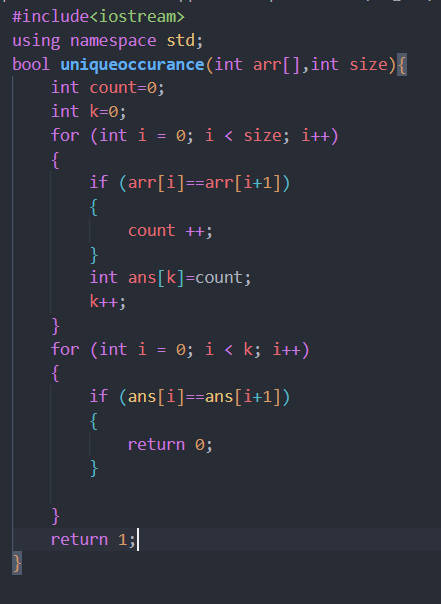 #include<iostream>
using namespace std;
bool uniqueoccurance(int arr[],int size){
    int count=0;
    int k=0;
    for (int i = 0; i < size; i++)
    {
        if (arr[i]==arr[i+1])
        {
            count ++;
        }
        int ans[k]=count;
        k++;
    }
    for (int i = 0; i < k; i++)
    {
        if (ans[i]==ans[i+1])
        {
            return 0;
        }

    }
    return 1;
}